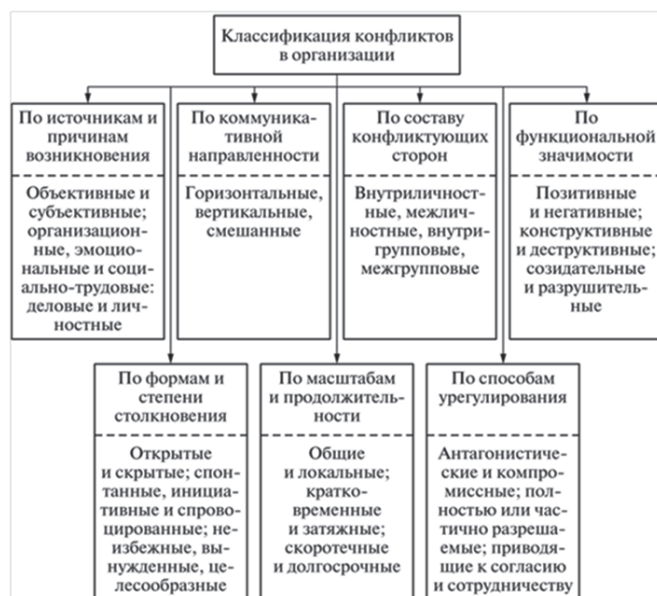 Классификация конфликтов
в организации
По источникам и
причинам
возникновения
Объективные и
субъективные;
организацион-
ные, эмоцио-
нальные и соци-
ально-трудовые:
деловые и лич-
ностные
По коммуника-
тивной
направленности
Горизонтальные,
вертикальные,
смешанные
По составу
конфликтующих
сторон
Внутриличност-
ные, межлич-
ностные, внутри-
групповые,
межгрупповые
По
функциональной
значимости
Позитивные
и негативные;
конструктивные
и деструктивные;
созидательные
и разрушитель-
ные
По формам и
степени
столкновения
Открытые
и скрытые; спон-
танные, инициа-
тивные и спрово-
цированные; не-
избежные, вы-
нужденные, це-
лесообразные
По масштабам
и продолжитель-
ности
Общие
и локальные;
кратко-
временные
и затяжные;
скоротечные
и долгосрочные
По способам
урегулирования
Антагонистиче-
ские и компро-
миссные; пол-
ностью или час-
тично разрешае-
мые; приводя-
щие к согласию
и сотрудничеству